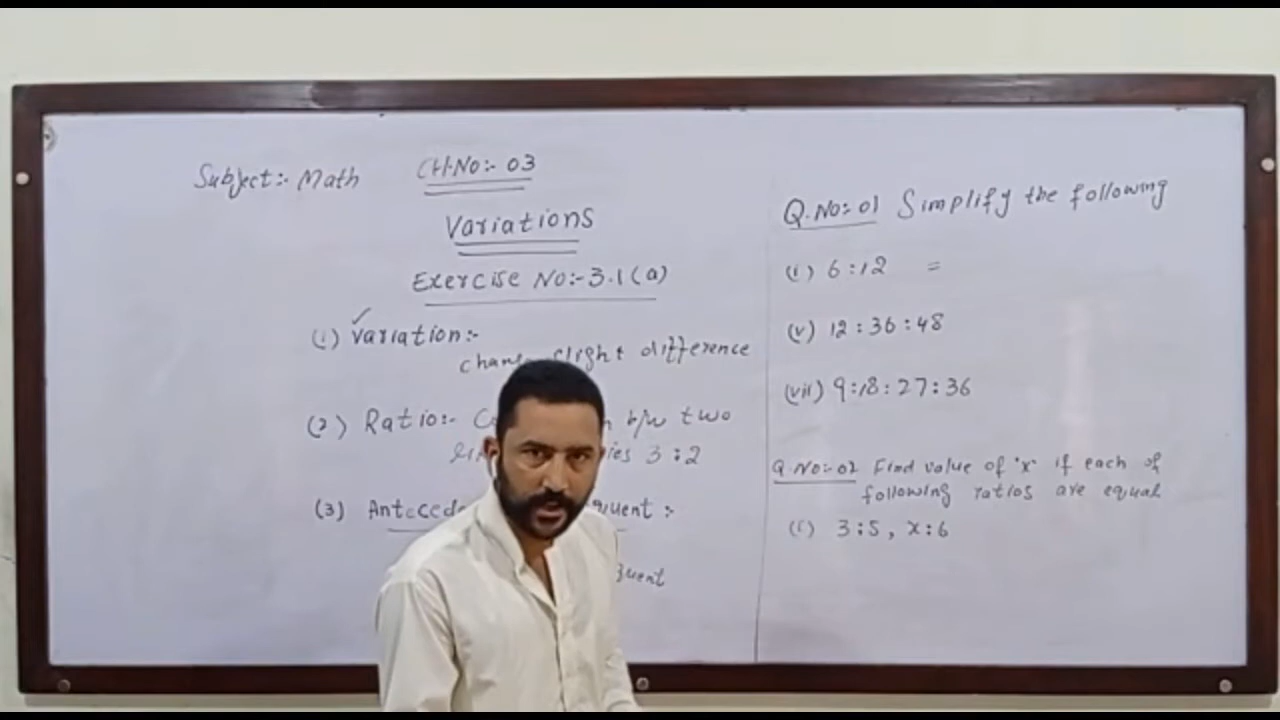 Subject:- Math
CH.No:- 03
Variations
Exercise No:- 3.1(a)
(1) Variation:-
slight difference
(2) Ratio:- b/w two
3:2
(3)
Q.No:01 Simplify the following
(i) 6:12 =
(v) 12:36:48
(vii) 9:18:27:36
Q.No:-02 Find value of 'x' if each of
following ratios are equal
(i) 3:5, x:6